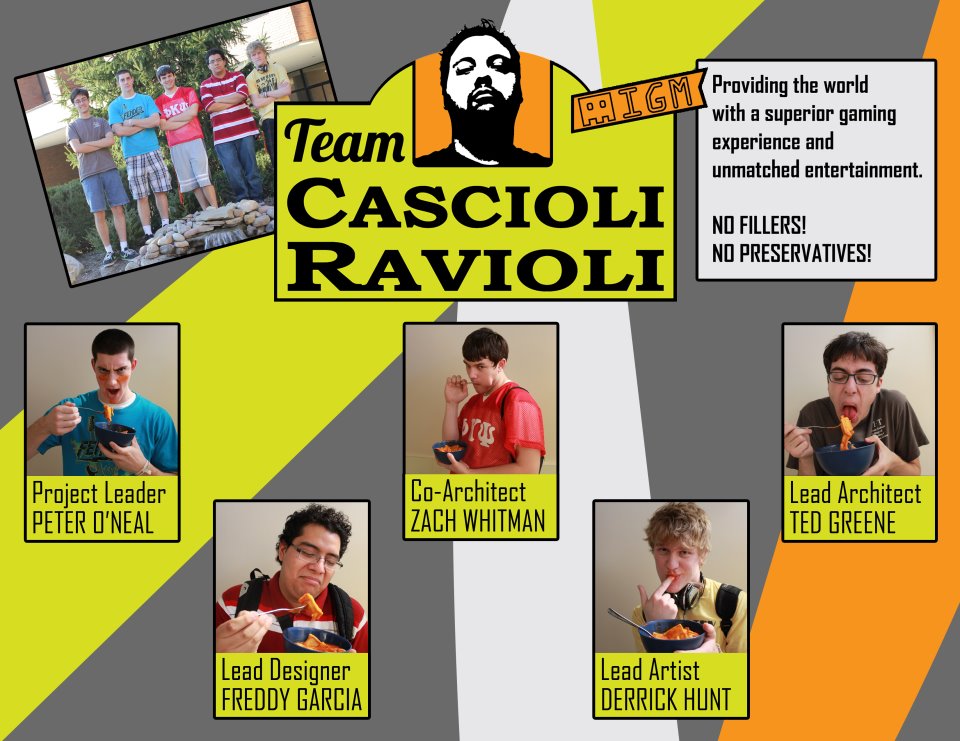 Team
CASCIOLI
RAVIOLI
IGM
Providing the world
with a superior gaming
experience and
unmatched entertainment.
NO FILLERS!
NO PRESERVATIVES!
Project Leader
PETER O'NEAL
Lead Designer
FREDDY GARCIA
Co-Architect
ZACH WHITMAN
Lead Artist
DERRICK HUNT
Lead Architect
TED GREENE